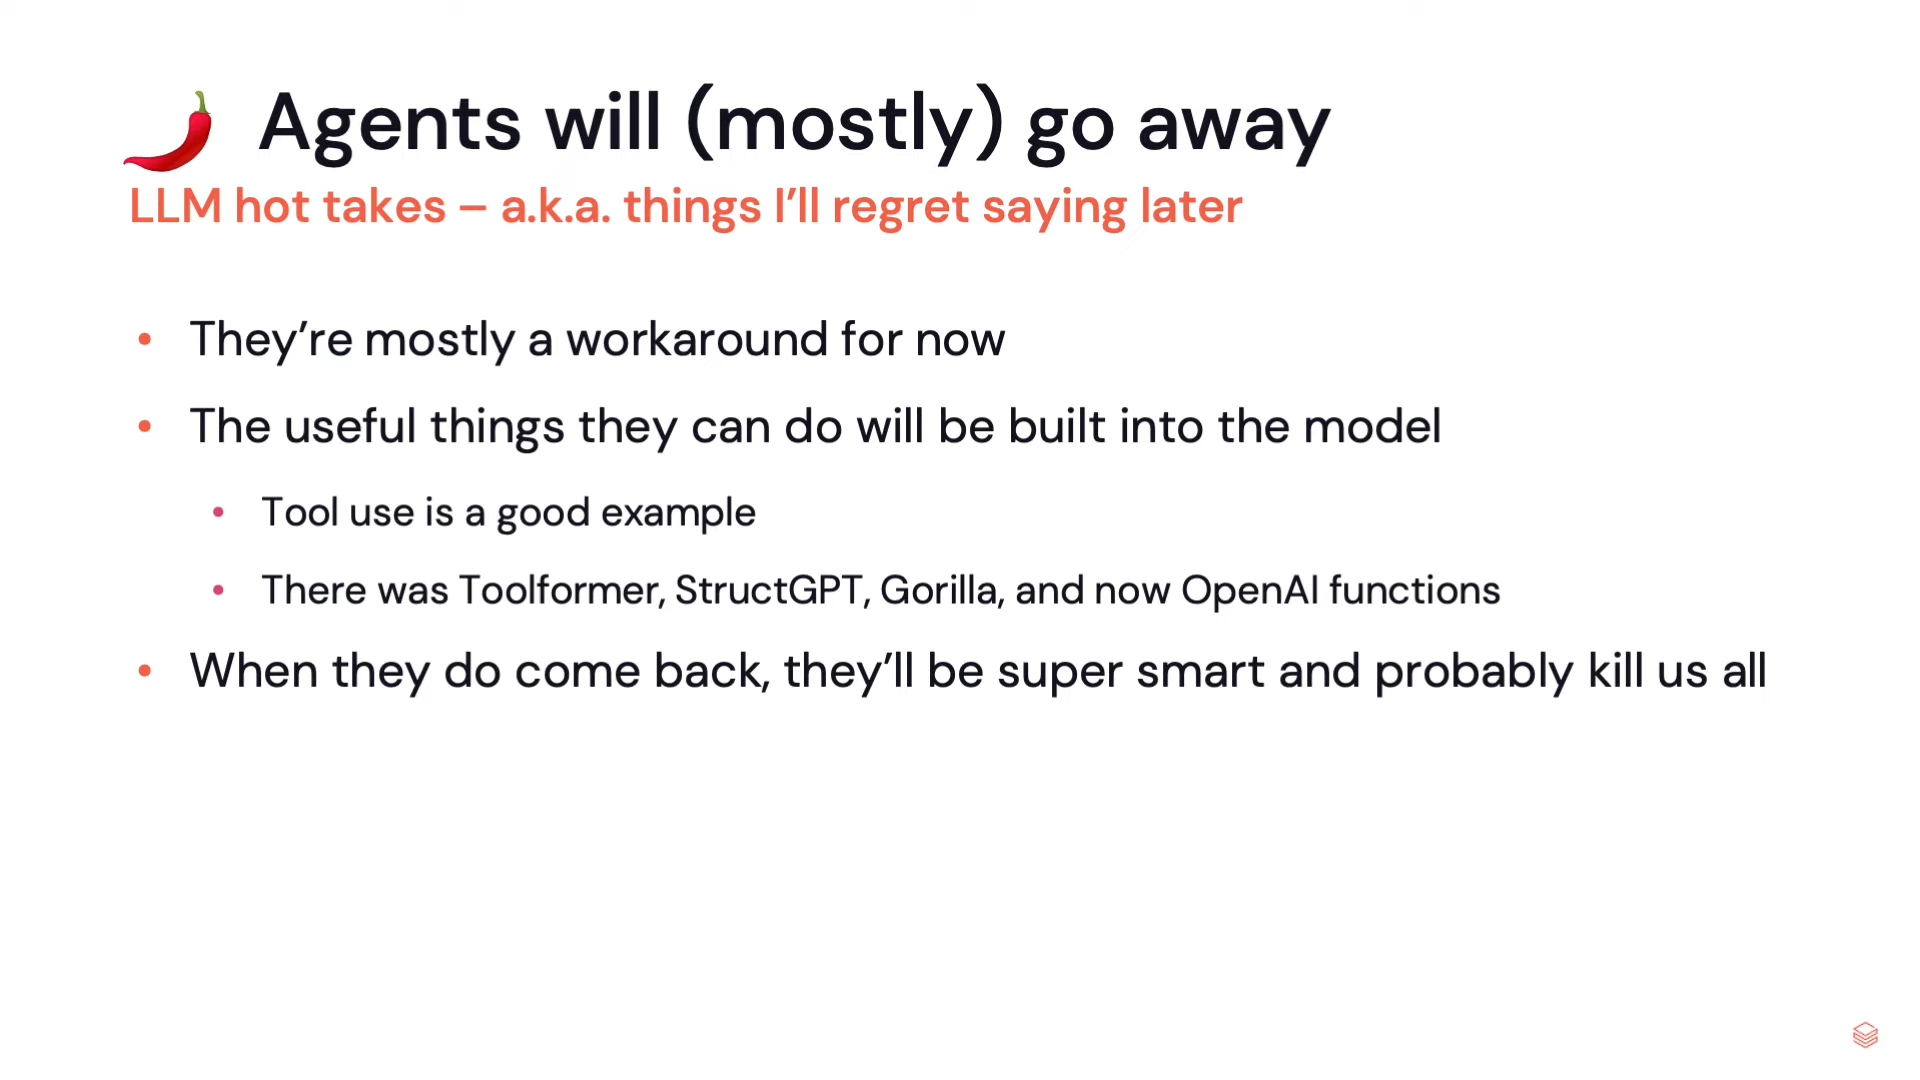 Agents will (mostly) go away
LLM hot takes – a.k.a. things I’ll regret saying later
• They’re mostly a workaround for now
• The useful things they can do will be built into the model
• Tool use is a good example
• There was Toolformer, StructGPT, Gorilla, and now OpenAI functions
• When they do come back, they’ll be super smart and probably kill us all